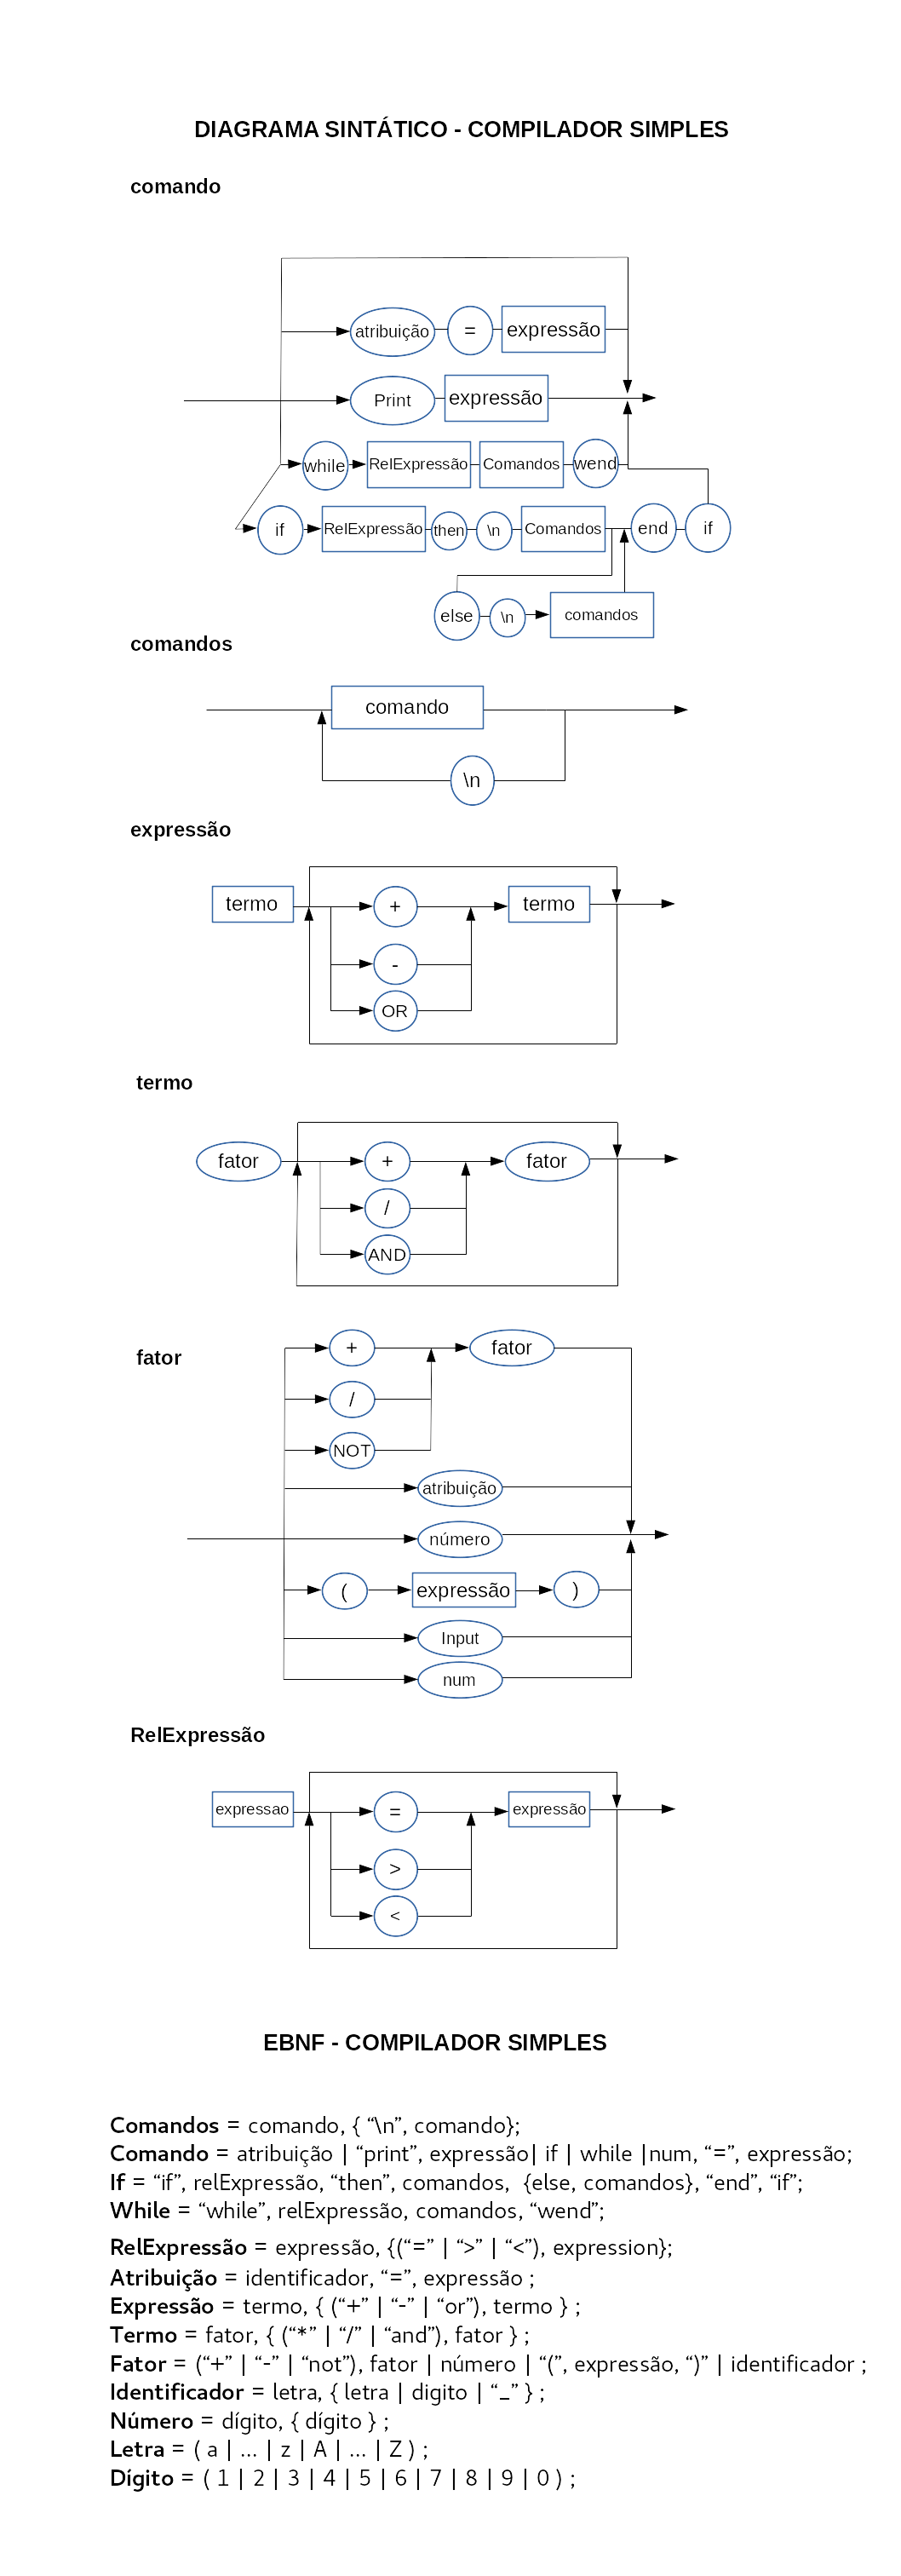 DIAGRAMA SINTÁTICO - COMPILADOR SIMPLES
comando
atribuição = expressão
Print expressão
while RelExpressão Comandos wend
if RelExpressão then \n Comandos end if
else \n comandos
comandos
comando
\n
expressão
termo + termo
-
OR
termo
fator + fator
/
AND
fator
+ fator
/
NOT
atribuição
número
( expressão )
Input
num
RelExpressão
expressao = expressão
>
<
EBNF - COMPILADOR SIMPLES
Comandos = comando, { “\n”, comando};
Comando = atribuição | “print”, expressão| if | while |num, “=”, expressão;
If = “if”, relExpressão, “then”, comandos, {else, comandos}, “end”, “if”;
While = “while”, relExpressão, comandos, “wend”;
RelExpressão = expressão, {(“=” | “>” | “<”), expression};
Atribuição = identificador, “=”, expressão ;
Expressão = termo, { (“+” | “-” | “or”), termo } ;
Termo = fator, { (“*” | “/” | “and”), fator } ;
Fator = (“+” | “-” | “not”), fator | número | “(”, expressão, “)” | identificador ;
Identificador = letra, { letra | digito | “_” } ;
Número = dígito, { dígito } ;
Letra = ( a | ... | z | A | ... | Z ) ;
Dígito = ( 1 | 2 | 3 | 4 | 5 | 6 | 7 | 8 | 9 | 0 ) ;